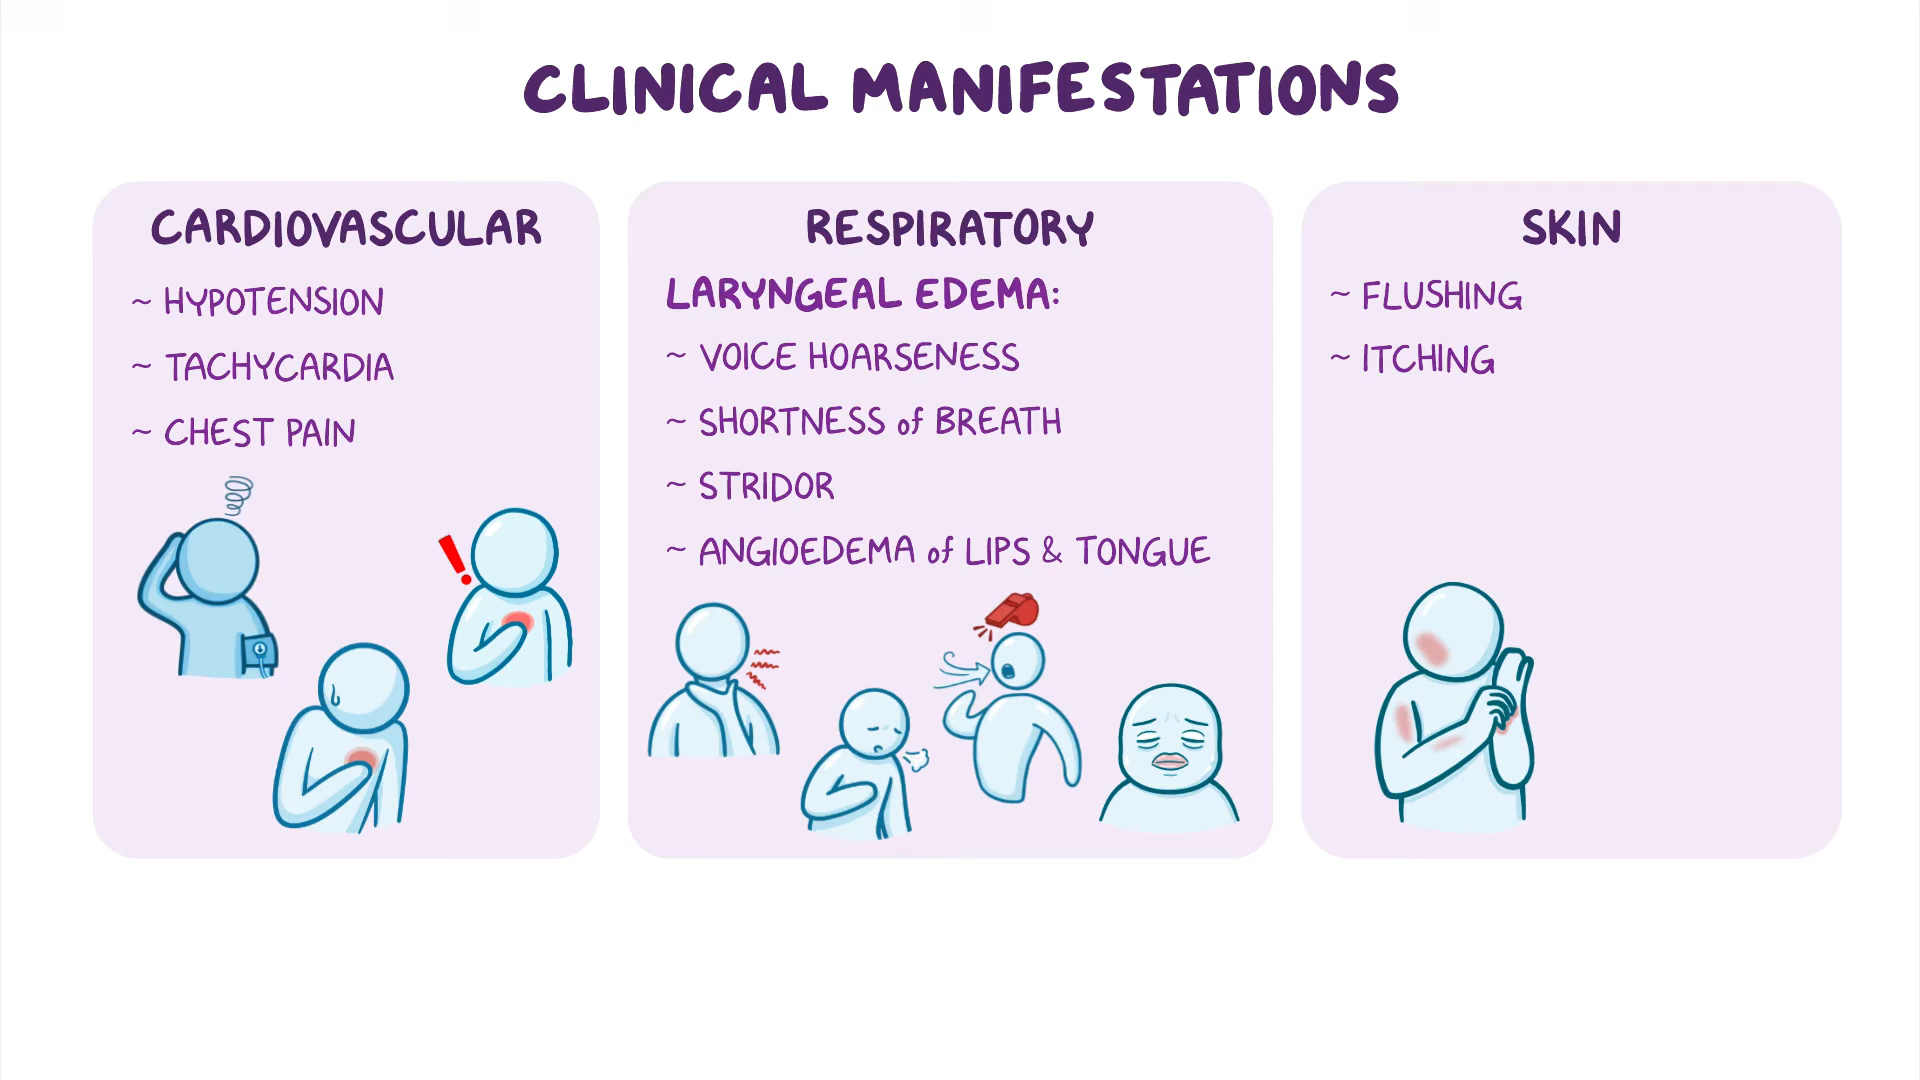 CLINICAL MANIFESTATIONS
CARDIOVASCULAR
~ HYPOTENSION
~ TACHYCARDIA
~ CHEST PAIN
RESPIRATORY
LARYNGEAL EDEMA:
~ VOICE HOARSENESS
~ SHORTNESS of BREATH
~ STRIDOR
~ ANGIOEDEMA of LIPS & TONGUE
SKIN
~ FLUSHING
~ ITCHING